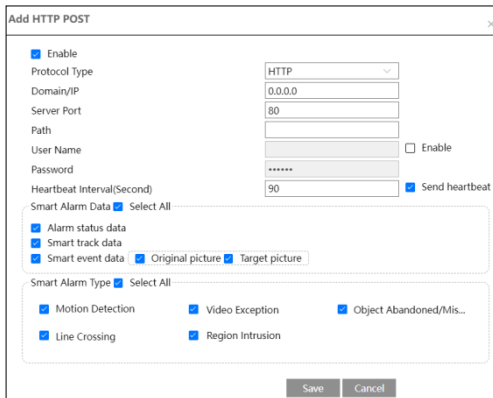 Add HTTP POST ×
Enable
Protocol Type HTTP
Domain/IP 0.0.0.0
Server Port 80
Path
User Name Enable
Password ••••••
Heartbeat Interval(Second) 90 Send heartbeat
Smart Alarm Data Select All
Alarm status data
Smart track data
Smart event data Original picture Target picture
Smart Alarm Type Select All
Motion Detection Video Exception Object Abandoned/Mis...
Line Crossing Region Intrusion
Save Cancel